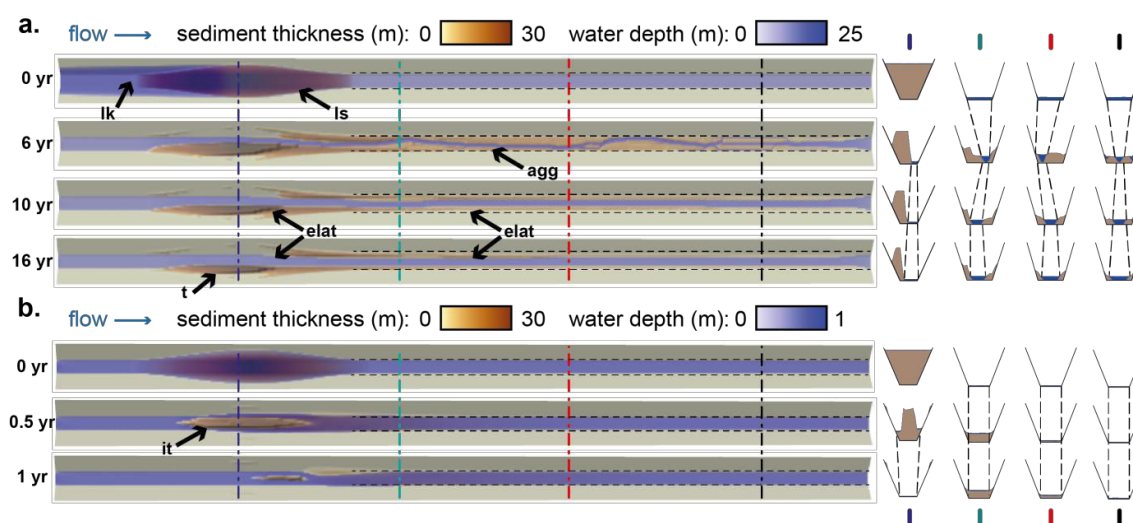 a.
flow → sediment thickness (m): 0 30 water depth (m): 0 25
0 yr
lk
ls
6 yr
agg
10 yr
elat
elat
16 yr
t
b.
flow → sediment thickness (m): 0 30 water depth (m): 0 1
0 yr
0.5 yr
it
1 yr